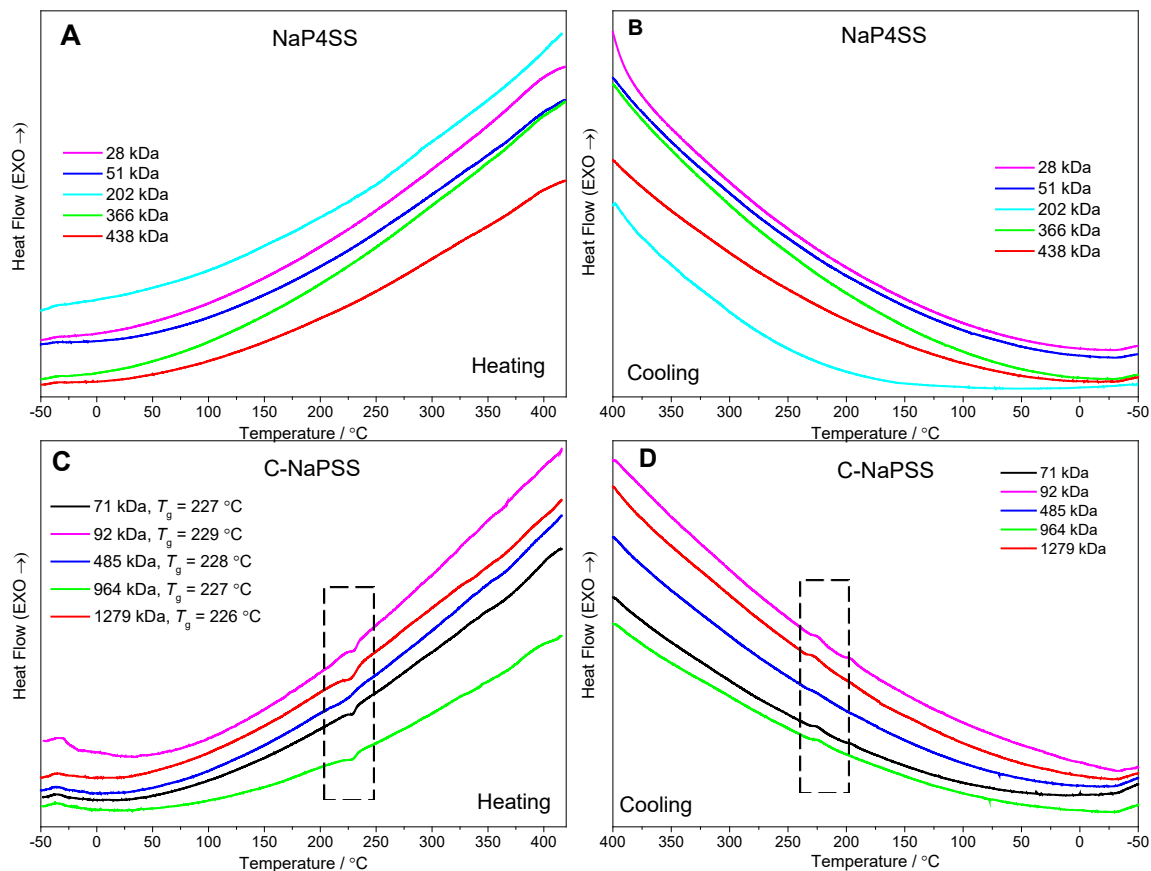 A
NaP4SS
Heat Flow (EXO →)
28 kDa
51 kDa
202 kDa
366 kDa
438 kDa
Heating
-50 0 50 100 150 200 250 300 350 400
Temperature / °C
B
NaP4SS
Heat Flow (EXO →)
28 kDa
51 kDa
202 kDa
366 kDa
438 kDa
Cooling
400 350 300 250 200 150 100 50 0 -50
Temperature / °C
C
C-NaPSS
Heat Flow (EXO →)
71 kDa, Tg = 227 °C
92 kDa, Tg = 229 °C
485 kDa, Tg = 228 °C
964 kDa, Tg = 227 °C
1279 kDa, Tg = 226 °C
Heating
-50 0 50 100 150 200 250 300 350 400
Temperature / °C
D
C-NaPSS
Heat Flow (EXO →)
71 kDa
92 kDa
485 kDa
964 kDa
1279 kDa
Cooling
400 350 300 250 200 150 100 50 0 -50
Temperature / °C